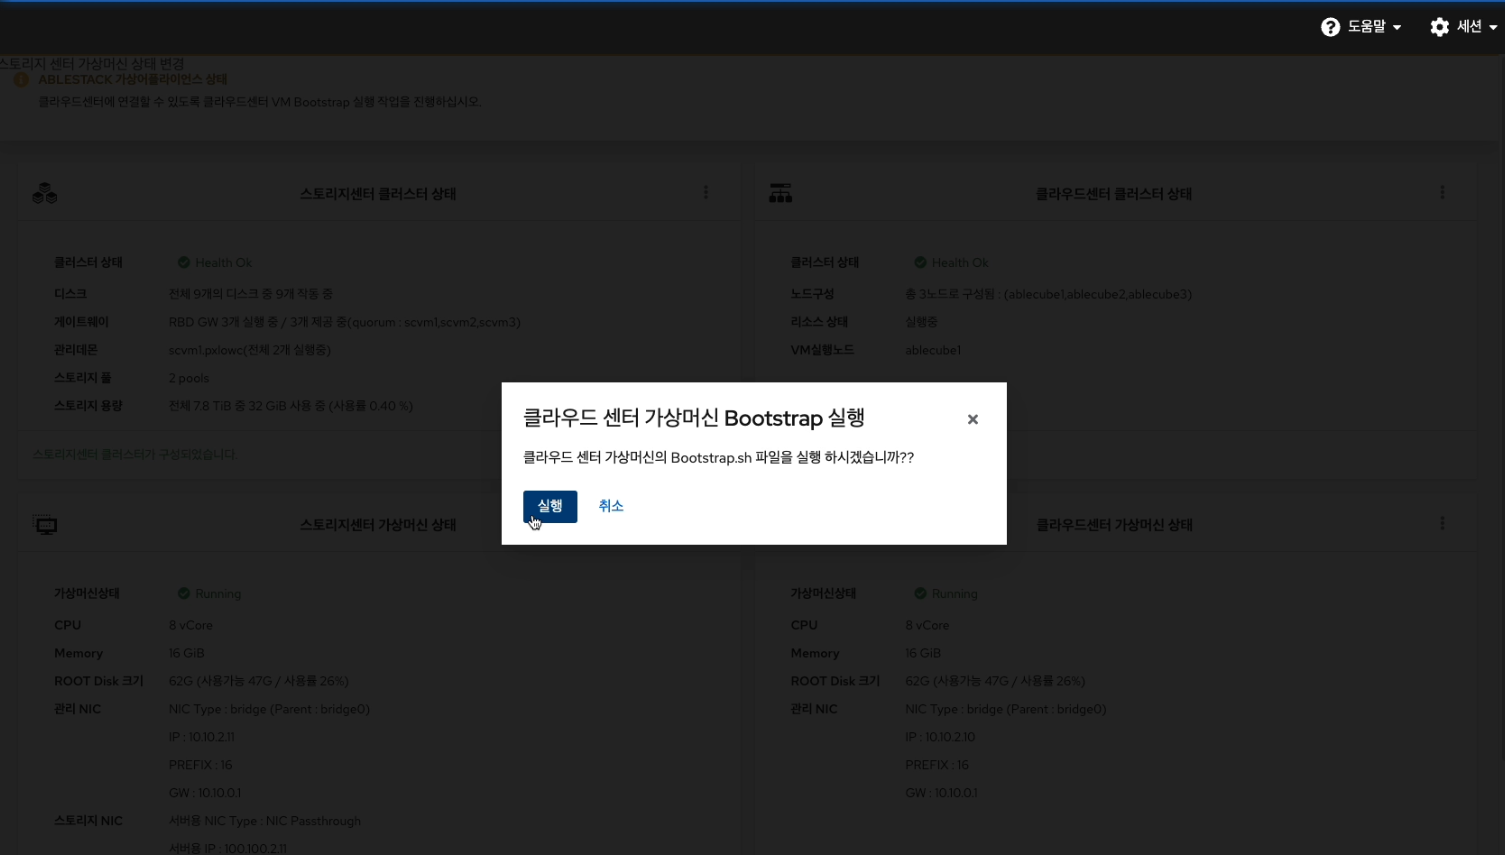 도움말
세션
스토리지 센터 가상머신 상태 변경
ABLESTACK 가상어플라이언스 상태
클라우드센터에 연결할 수 있도록 클라우드센터 VM Bootstrap 실행 작업을 진행하십시오.
스토리지센터 클러스터 상태
클러스터 상태 Health Ok
디스크 전체 9개의 디스크 중 9개 작동 중
게이트웨이 RBD GW 3개 실행 중 / 3개 제공 중(quorum : scvm1,scvm2,scvm3)
관리데몬 scvm1.pxlowc(전체 2개 실행중)
스토리지 풀 2 pools
스토리지 용량 전체 7.8 TiB 중 32 GiB 사용 중 (사용률 0.40 %)
스토리지센터 클러스터가 구성되었습니다.
클라우드센터 클러스터 상태
클러스터 상태 Health Ok
노드구성 총 3노드로 구성됨 : (ablecube1,ablecube2,ablecube3)
리소스 상태 실행중
VM실행노드 ablecube1
클라우드 센터 가상머신 Bootstrap 실행
클라우드 센터 가상머신의 Bootstrap.sh 파일을 실행 하시겠습니까??
실행 취소
스토리지센터 가상머신 상태
가상머신상태 Running
CPU 8 vCore
Memory 16 GiB
ROOT Disk 크기 62G (사용가능 47G / 사용률 26%)
관리 NIC NIC Type : bridge (Parent : bridge0)
IP : 10.10.2.11
PREFIX : 16
GW : 10.10.0.1
스토리지 NIC 서버용 NIC Type : NIC Passthrough
서버용 IP : 100.100.2.11
클라우드센터 가상머신 상태
가상머신상태 Running
CPU 8 vCore
Memory 16 GiB
ROOT Disk 크기 62G (사용가능 47G / 사용률 26%)
관리 NIC NIC Type : bridge (Parent : bridge0)
IP : 10.10.2.10
PREFIX : 16
GW : 10.10.0.1